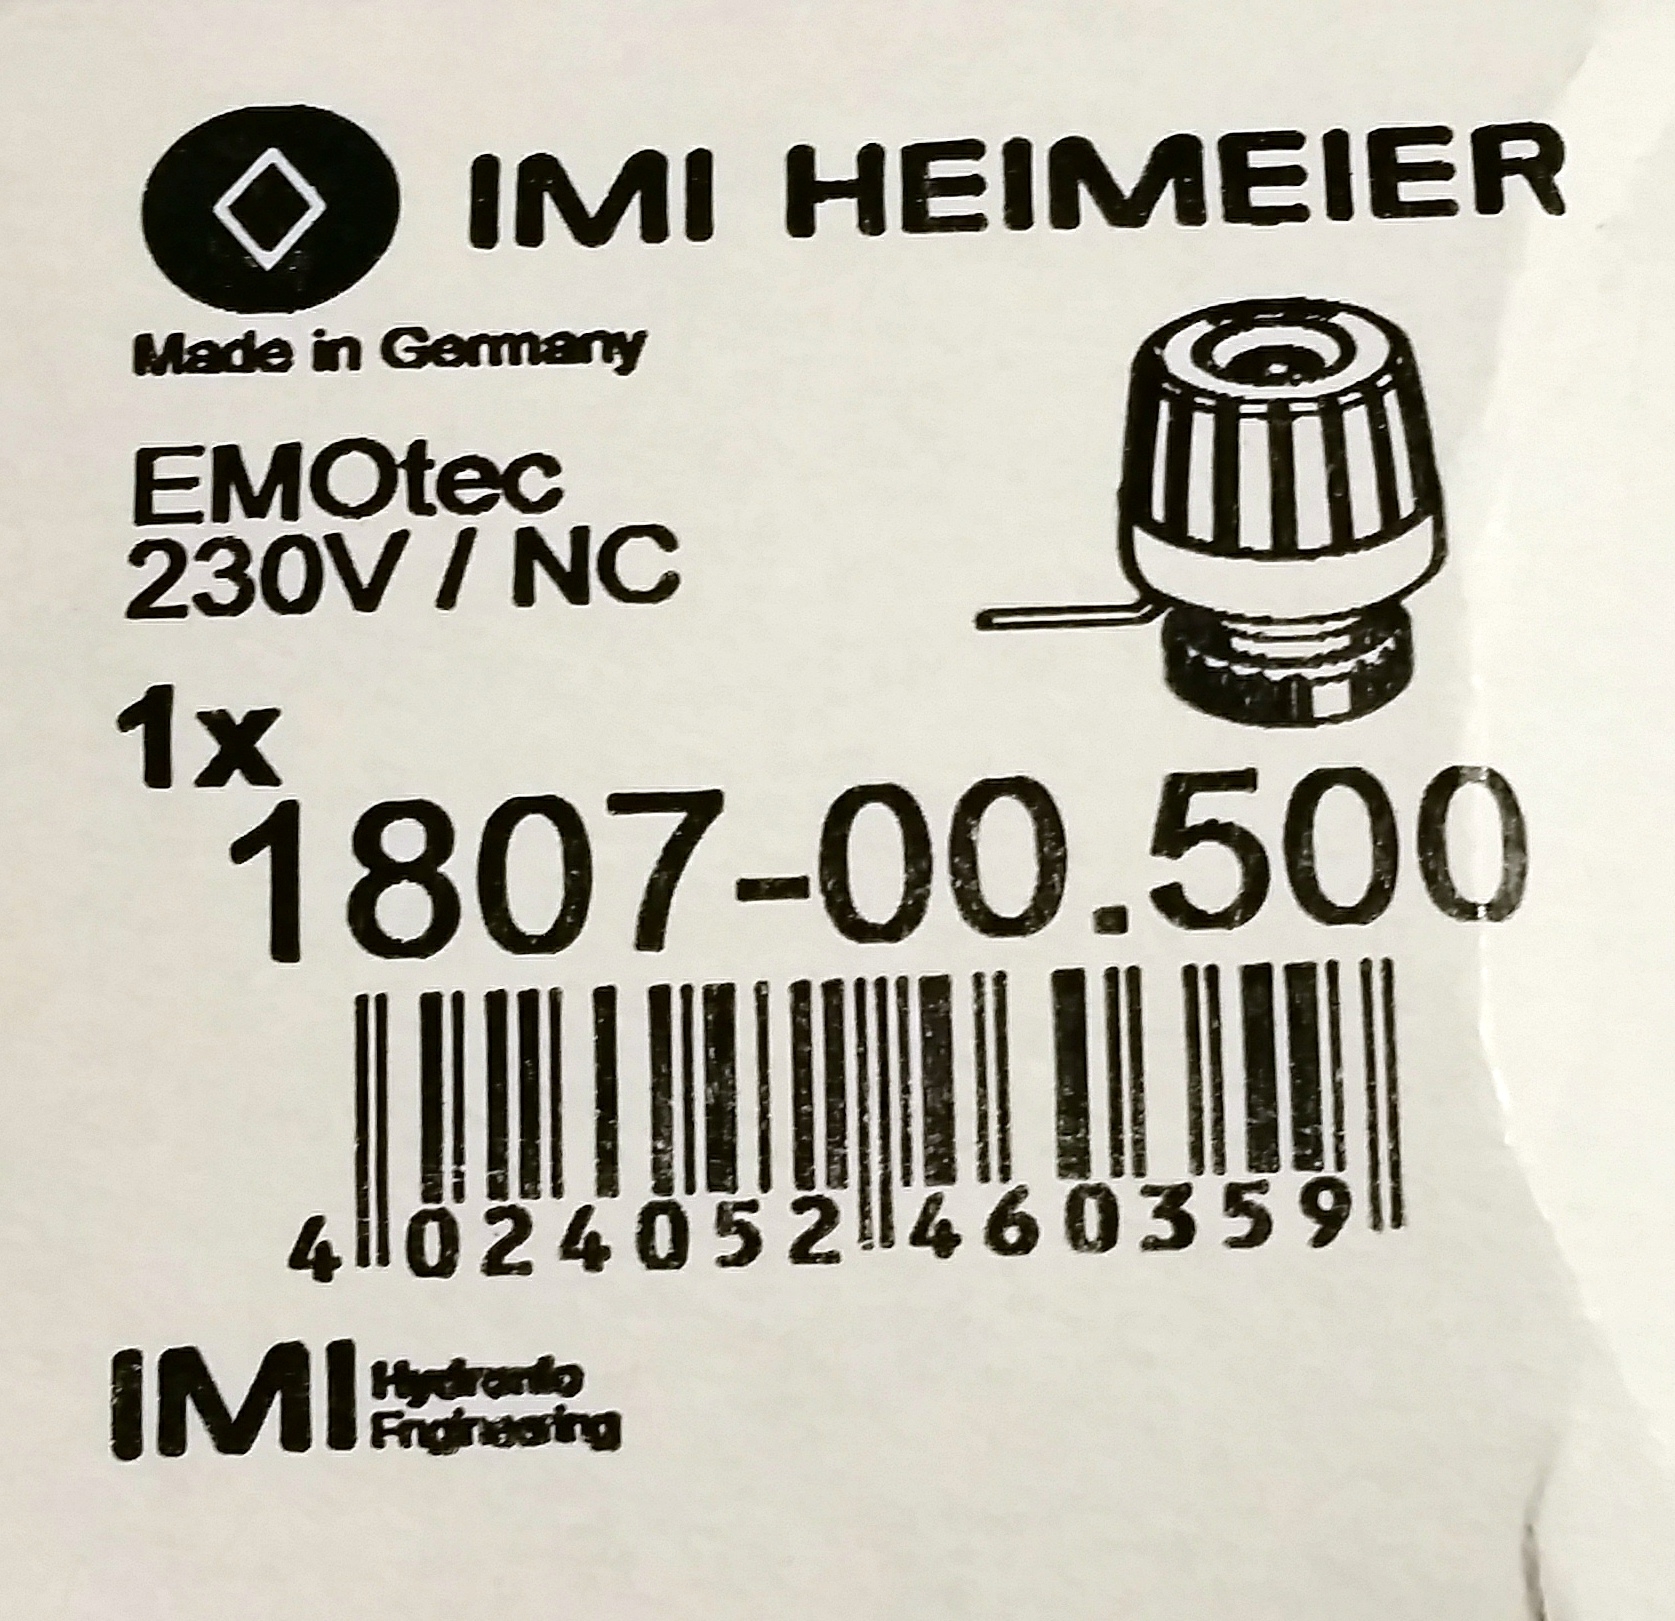 IMI HEIMEIER
Made in Germany
EMOtec
230V / NC
1x
1807-00.500
4 024052 460359
IMI Hydronic
Engineering